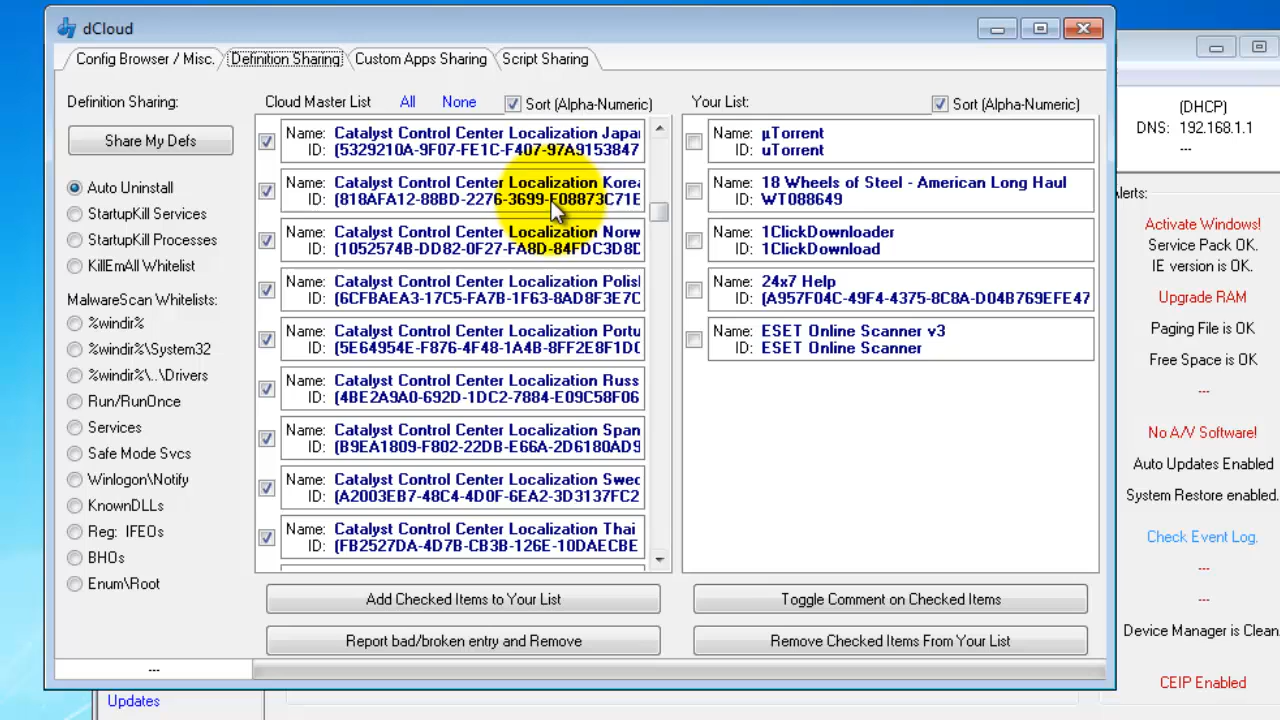 dCloud
Config Browser / Misc.
Definition Sharing
Custom Apps Sharing
Script Sharing
Definition Sharing:
Share My Defs
Auto Uninstall
StartupKill Services
StartupKill Processes
KillEmAll Whitelist
MalwareScan Whitelists:
%windir%
%windir%\System32
%windir%\..\Drivers
Run/RunOnce
Services
Safe Mode Svcs
Winlogon\Notify
KnownDLLs
Reg: IFEOs
BHOs
Enum\Root
---
Cloud Master List All None Sort (Alpha-Numeric)
Name: Catalyst Control Center Localization Japa
ID: {5329210A-9F07-FE1C-F407-97A9153847
Name: Catalyst Control Center Localization Korea
ID: {818AFA12-88BD-2276-3699-F08873C71E
Name: Catalyst Control Center Localization Norw
ID: {1052574B-DD82-0F27-FA8D-84FDC3D8D
Name: Catalyst Control Center Localization Polis
ID: {6CFBAEA3-17C5-FA7B-1F63-8AD8F3E7C
Name: Catalyst Control Center Localization Portu
ID: {5E64954E-F876-4F48-1A4B-8FF2E8F1D
Name: Catalyst Control Center Localization Russ
ID: {4BE2A9A0-692D-1DC2-7884-E09C58F06
Name: Catalyst Control Center Localization Span
ID: {B9EA1809-F802-22DB-E66A-2D6180AD9
Name: Catalyst Control Center Localization Swed
ID: {A2003EB7-48C4-4D0F-6EA2-3D3137FC2
Name: Catalyst Control Center Localization Thai
ID: {FB2527DA-4D7B-CB3B-126E-10DAECBE
Add Checked Items to Your List
Report bad/broken entry and Remove
Your List: Sort (Alpha-Numeric)
Name: µTorrent
ID: uTorrent
Name: 18 Wheels of Steel - American Long Haul
ID: WT088649
Name: 1ClickDownloader
ID: 1ClickDownload
Name: 24x7 Help
ID: {A957F04C-49F4-4375-8C8A-D04B769EFE47
Name: ESET Online Scanner v3
ID: ESET Online Scanner
Toggle Comment on Checked Items
Remove Checked Items From Your List
(DHCP)
DNS: 192.168.1.1
---
Alerts:
Activate Windows!
Service Pack OK.
IE version is OK.
Upgrade RAM
Paging File is OK
Free Space is OK
---
No A/V Software!
Auto Updates Enabled
System Restore enabled.
Check Event Log.
---
---
Device Manager is Clean
CEIP Enabled
Updates